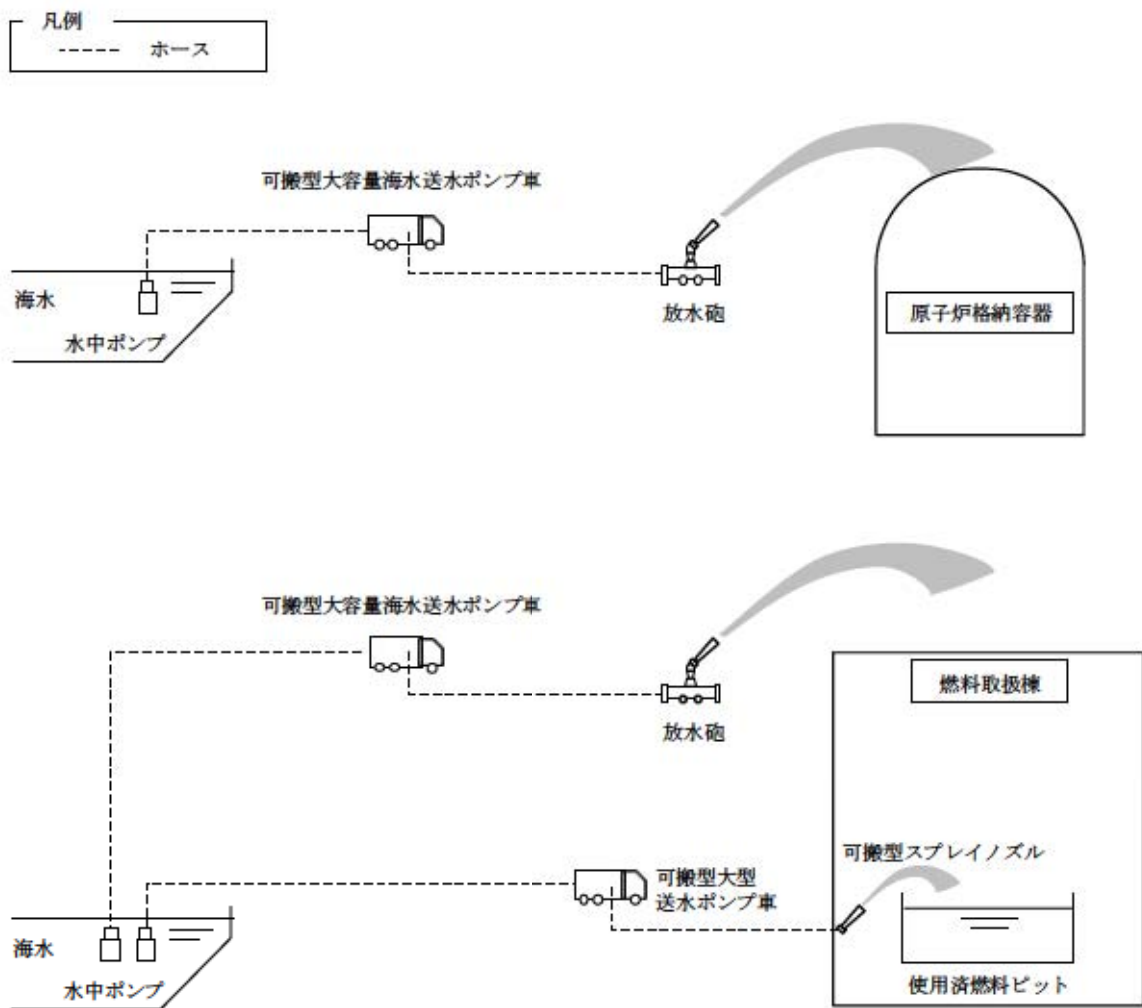 凡例
ホース
可搬型大容量海水送水ポンプ車
海水
水中ポンプ
放水砲
原子炉格納容器
可搬型大容量海水送水ポンプ車
放水砲
燃料取扱棟
可搬型スプレイノズル
可搬型大型
送水ポンプ車
海水
水中ポンプ
使用済燃料ピット